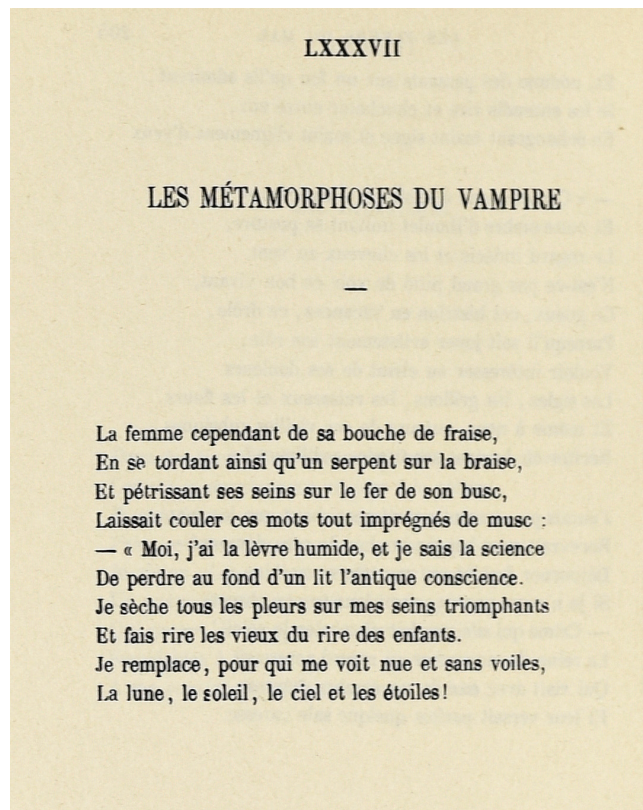 LXXXVII
LES MÉTAMORPHOSES DU VAMPIRE
La femme cependant de sa bouche de fraise,
En se tordant ainsi qu'un serpent sur la braise,
Et pétrissant ses seins sur le fer de son busc,
Laissait couler ces mots tout imprégnés de musc :
— « Moi, j'ai la lèvre humide, et je sais la science
De perdre au fond d'un lit l'antique conscience.
Je sèche tous les pleurs sur mes seins triomphants
Et fais rire les vieux du rire des enfants.
Je remplace, pour qui me voit nue et sans voiles,
La lune, le soleil, le ciel et les étoiles!